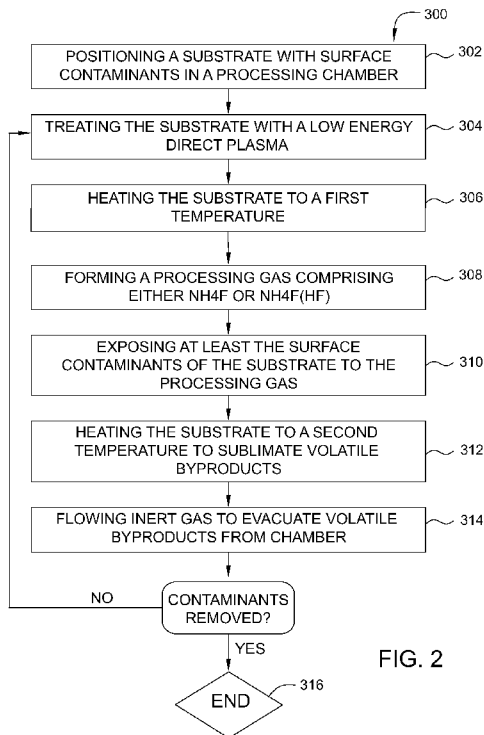 300
POSITIONING A SUBSTRATE WITH SURFACE
CONTAMINANTS IN A PROCESSING CHAMBER
302
TREATING THE SUBSTRATE WITH A LOW ENERGY
DIRECT PLASMA
304
HEATING THE SUBSTRATE TO A FIRST
TEMPERATURE
306
FORMING A PROCESSING GAS COMPRISING
EITHER NH4F OR NH4F(HF)
308
EXPOSING AT LEAST THE SURFACE
CONTAMINANTS OF THE SUBSTRATE TO THE
PROCESSING GAS
310
HEATING THE SUBSTRATE TO A SECOND
TEMPERATURE TO SUBLIMATE VOLATILE
BYPRODUCTS
312
FLOWING INERT GAS TO EVACUATE VOLATILE
BYPRODUCTS FROM CHAMBER
314
NO
CONTAMINANTS
REMOVED?
YES
FIG. 2
END
316